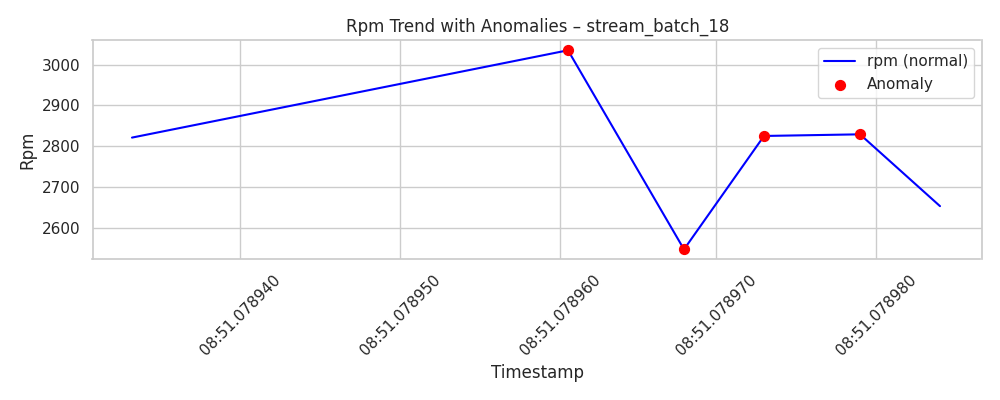 Rpm Trend with Anomalies – stream_batch_18
rpm (normal)
Anomaly
Rpm
3000
2900
2800
2700
2600
08:51.078940
08:51.078950
08:51.078960
08:51.078970
08:51.078980
Timestamp